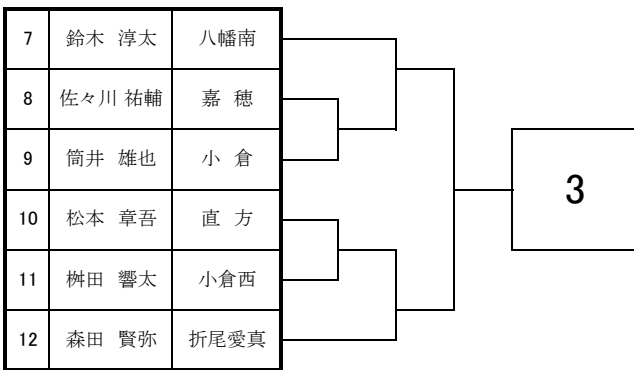 7 鈴木 淳太 八幡南
8 佐々川 祐輔 嘉 穂
9 筒井 雄也 小 倉
10 松本 章吾 直 方
11 桝田 響太 小倉西
12 森田 賢弥 折尾愛真
3